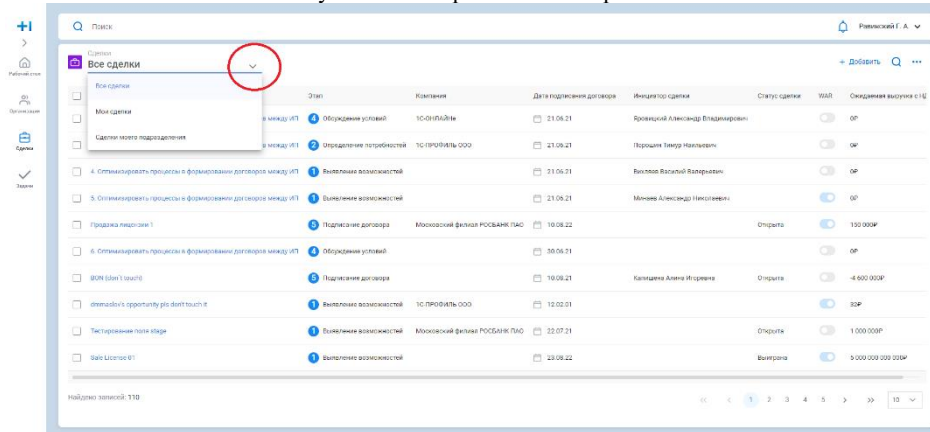 Поиск
Равинский Г. А.
Рабочий стол
Организации
Сделки
Задачи
Сделки
Все сделки
+ Добавить
Все сделки
Мои сделки
Сделки моего подразделения
Этап Компания Дата подписания договора Инициатор сделки Статус сделки WAR Ожидаемая выручка с НД
в между ИП 4 Обсуждение условий 1С-ОНЛАЙНе 21.06.21 Яровицкий Александр Владимирович 0₽
в между ИП 2 Определение потребностей 1С-ПРОФИЛЬ ООО 21.06.21 Порошин Тимур Наильевич 0₽
4. Оптимизировать процессы в формировании договоров между ИП 1 Выявление возможностей 21.06.21 Вихляев Василий Валерьевич 0₽
5. Оптимизировать процессы в формировании договоров между ИП 1 Выявление возможностей 21.06.21 Минаев Александр Николаевич 0₽
Продажа лицензии 1 5 Подписание договора Московский филиал РОСБАНК ПАО 10.08.22 Открыта 150 000₽
6. Оптимизировать процессы в формировании договоров между ИП 4 Обсуждение условий 30.06.21 0₽
BON (don't touch) 5 Подписание договора 10.08.21 Капишева Алина Игоревна Открыта -4 600 000₽
dmmaslov's opportunity pls don't touch it 1 Выявление возможностей 1С-ПРОФИЛЬ ООО 12.02.01 32₽
Тестирование поля stage 1 Выявление возможностей Московский филиал РОСБАНК ПАО 22.07.21 Открыта 1 000 000₽
Sale License 01 1 Выявление возможностей 23.08.22 Выиграна 5 000 000 000 000₽
Найдено записей: 110
1 2 3 4 5 10